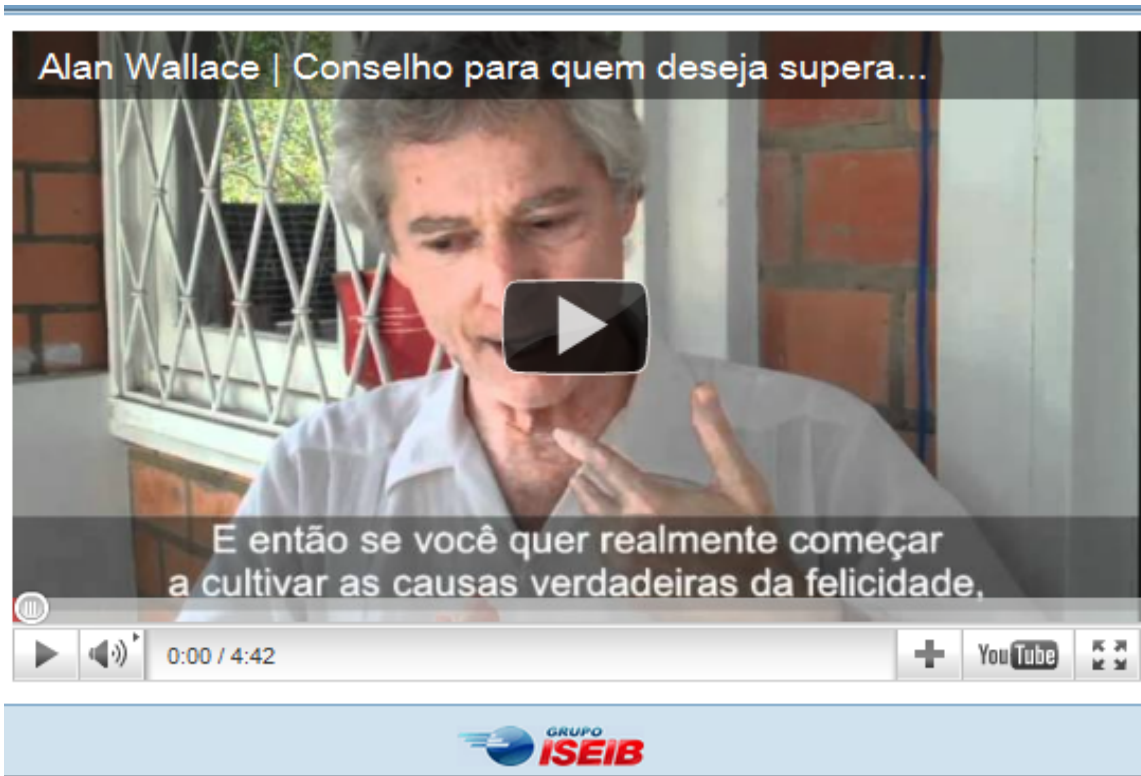 Alan Wallace | Conselho para quem deseja supera...
E então se você quer realmente começar
a cultivar as causas verdadeiras da felicidade,
0:00 / 4:42
YouTube
GRUPO
ISEIB